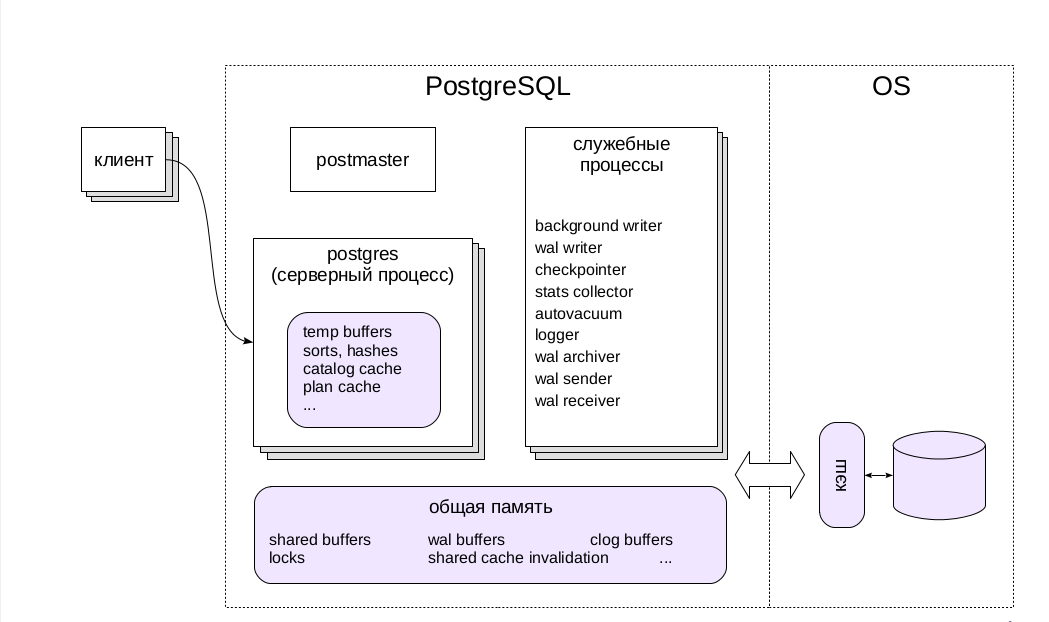 PostgreSQL
OS
клиент
postmaster
служебные
процессы
background writer
wal writer
checkpointer
stats collector
autovacuum
logger
wal archiver
wal sender
wal receiver
postgres
(серверный процесс)
temp buffers
sorts, hashes
catalog cache
plan cache
...
кэш
общая память
shared buffers wal buffers clog buffers
locks shared cache invalidation ...